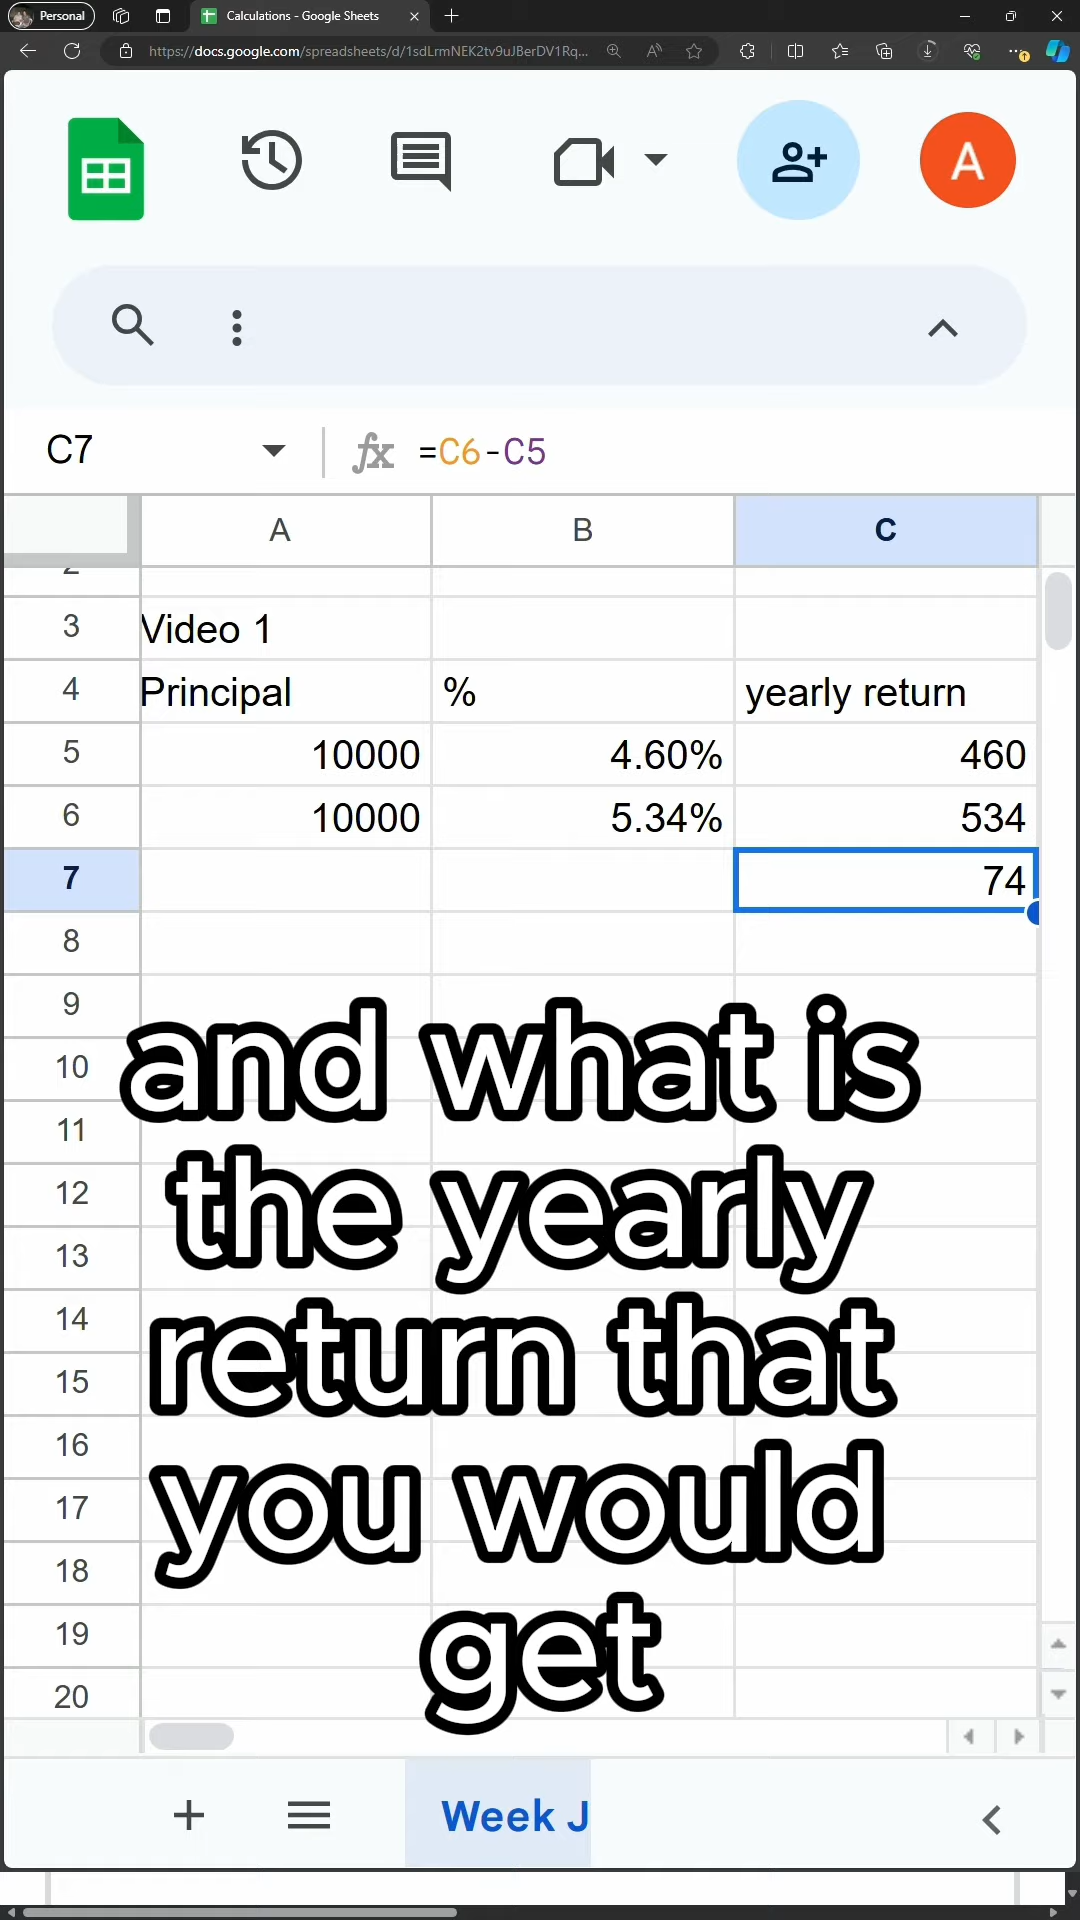 Personal
Calculations - Google Sheets
https://docs.google.com/spreadsheets/d/1sdLrmNEK2tv9uJBerDV1Rq...
A
C7
fx =C6-C5
A B C
2
3 Video 1
4 Principal % yearly return
5 10000 4.60% 460
6 10000 5.34% 534
7 74
8
9
10
11
12
13
14
15
16
17
18
19
20
and what is
the yearly
return that
you would
get
Week J